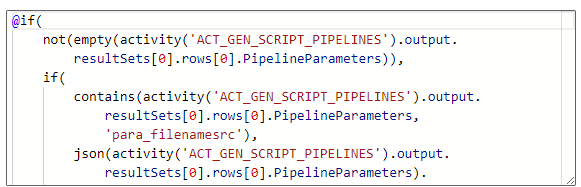 @if(
not(empty(activity('ACT_GEN_SCRIPT_PIPELINES').output.
resultSets[0].rows[0].PipelineParameters)),
if(
contains(activity('ACT_GEN_SCRIPT_PIPELINES').output.
resultSets[0].rows[0].PipelineParameters,
'para_filenamesrc'),
json(activity('ACT_GEN_SCRIPT_PIPELINES').output.
resultSets[0].rows[0].PipelineParameters).